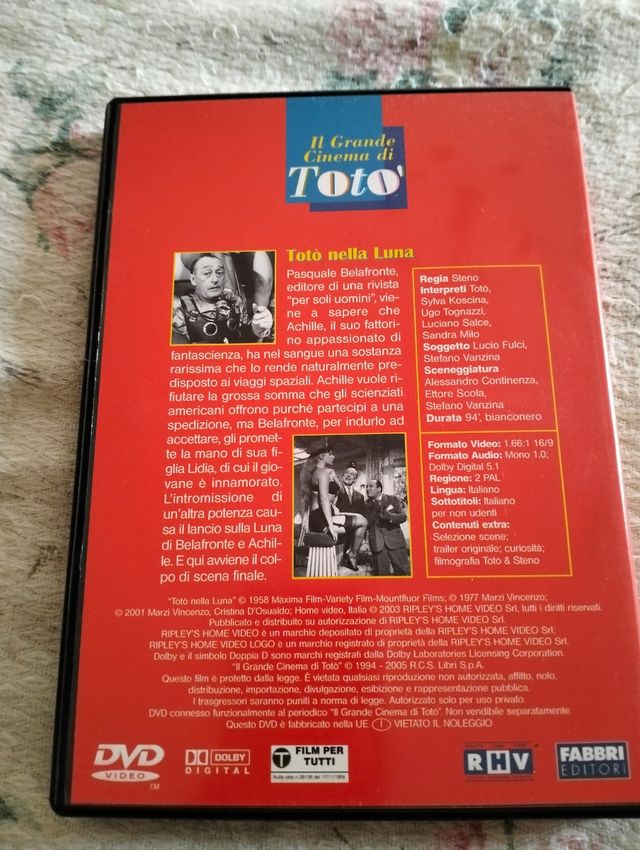 Il Grande
Cinema di
Totò
Totò nella Luna
Pasquale Belafronte,
editore di una rivista
“per soli uomini”, vie-
ne a sapere che
Achille, il suo fattori-
no appassionato di
fantascienza, ha nel sangue una sostanza
rarissima che lo rende naturalmente pre-
disposto ai viaggi spaziali. Achille vuole ri-
fiutare la grossa somma che gli scienziati
americani offrono purché partecipi a una
spedizione, ma Belafronte, per indurlo ad
accettare, gli promet-
te la mano di sua fi-
glia Lidia, di cui il gio-
vane è innamorato.
L'intromissione di
un'altra potenza cau-
sa il lancio sulla Luna
di Belafronte e Achil-
le. E qui avviene il col-
po di scena finale.
Regia Steno
Interpreti Totò,
Sylva Koscina,
Ugo Tognazzi,
Luciano Salce,
Sandra Milo
Soggetto Lucio Fulci,
Stefano Vanzina
Sceneggiatura
Alessandro Continenza,
Ettore Scola,
Stefano Vanzina
Durata 94', bianconero
Formato Video: 1.66:1 16/9
Formato Audio: Mono 1.0;
Dolby Digital 5.1
Regione: 2 PAL
Lingua: Italiano
Sottotitoli: Italiano
per non udenti
Contenuti extra:
Selezione scene;
trailer originale; curiosità;
filmografia Totò & Steno
“Totò nella Luna” © 1958 Maxima Film-Variety Film-Mountfluor Films; © 1977 Marzi Vincenzo;
© 2001 Marzi Vincenzo, Cristina D'Osualdo; Home video, Italia © 2003 RIPLEY'S HOME VIDEO Srl, tutti i diritti riservati.
Pubblicato e distribuito su autorizzazione di RIPLEY'S HOME VIDEO Srl.
RIPLEY'S HOME VIDEO è un marchio depositato di proprietà della RIPLEY'S HOME VIDEO Srl;
RIPLEY'S HOME VIDEO LOGO è un marchio registrato di proprietà della RIPLEY'S HOME VIDEO Srl.
Dolby e il simbolo Doppia D sono marchi registrati dalla Dolby Laboratories Licensing Corporation.
“Il Grande Cinema di Totò” © 1994 - 2005 R.C.S. Libri S.p.A.
Questo film è protetto dalla legge. È vietata qualsiasi riproduzione non autorizzata, affitto, nolo,
distribuzione, importazione, divulgazione, esibizione e rappresentazione pubblica.
I trasgressori saranno puniti a norma di legge. Autorizzato solo per uso privato.
DVD connesso funzionalmente al periodico “Il Grande Cinema di Totò”. Non vendibile separatamente.
Questo DVD è fabbricato nella UE I VIETATO IL NOLEGGIO
DVD
VIDEO
TM
DOLBY
DIGITAL
T
FILM PER
TUTTI
RHV
HOME VIDEO
FABBRI
EDITORI